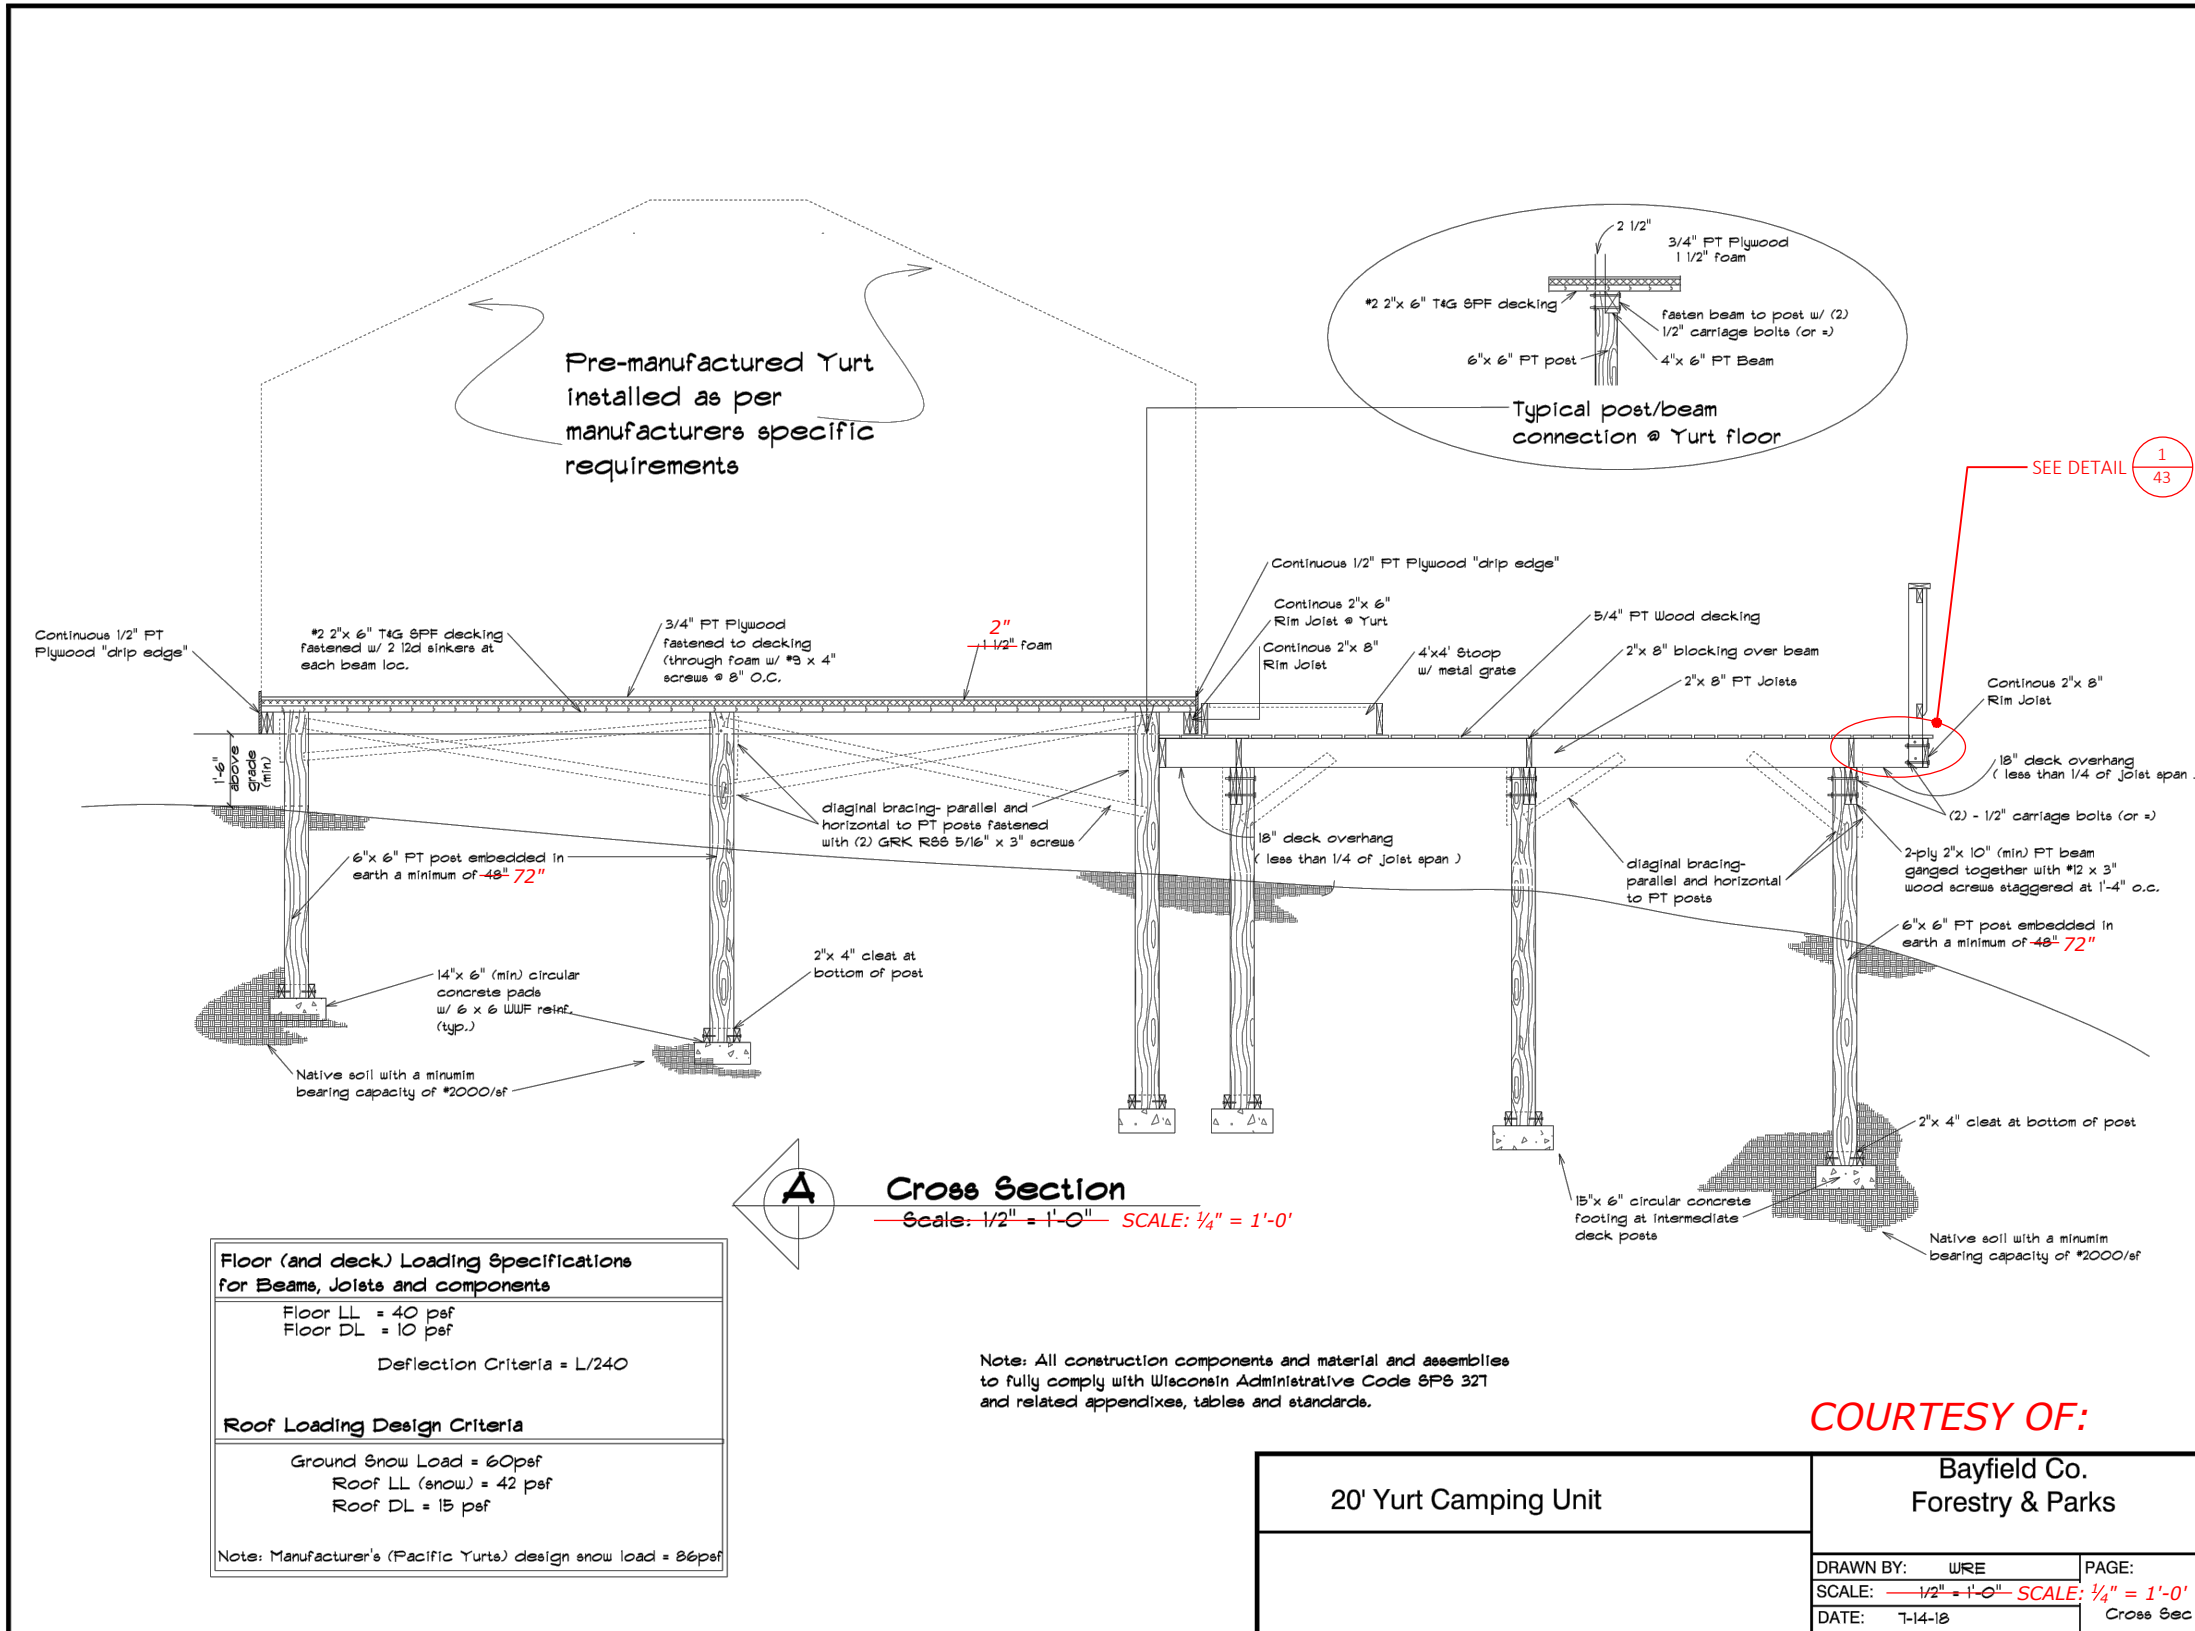 2 1/2"
3/4" PT Plywood
1 1/2" foam
#2 2"x 6" T&G SPF decking
fasten beam to post w/ (2)
1/2" carriage bolts (or =)
6"x 6" PT post
4"x 6" PT Beam
Typical post/beam
connection @ Yurt floor
Pre-manufactured Yurt
installed as per
manufacturers specific
requirements
SEE DETAIL
1
43
Continuous 1/2" PT Plywood "drip edge"
Continous 2"x 6"
Rim Joist @ Yurt
Continous 2"x 8"
Rim Joist
4'x4' Stoop
w/ metal grate
5/4" PT Wood decking
2"x 8" blocking over beam
2"x 8" PT Joists
Continous 2"x 8"
Rim Joist
Continuous 1/2" PT
Plywood "drip edge"
#2 2"x 6" T&G SPF decking
fastened w/ 2 12d sinkers at
each beam loc.
3/4" PT Plywood
fastened to decking
(through foam w/ #9 x 4"
screws @ 8" O.C.
2"
1 1/2" foam
1'-6"
above
grade
(min)
18" deck overhang
( less than 1/4 of joist span
(2) - 1/2" carriage bolts (or =)
diaginal bracing- parallel and
horizontal to PT posts fastened
with (2) GRK RSS 5/16" x 3" screws
18" deck overhang
( less than 1/4 of joist span )
diaginal bracing-
parallel and horizontal
to PT posts
2-ply 2"x 10" (min) PT beam
ganged together with #12 x 3"
wood screws staggered at 1'-4" o.c.
6"x 6" PT post embedded in
earth a minimum of 48" 72"
6"x 6" PT post embedded in
earth a minimum of 48" 72"
2"x 4" cleat at
bottom of post
14"x 6" (min) circular
concrete pads
w/ 6 x 6 WWF reinf.
(typ.)
Native soil with a minumim
bearing capacity of #2000/sf
2"x 4" cleat at bottom of post
15"x 6" circular concrete
footing at intermediate
deck posts
Native soil with a minumim
bearing capacity of #2000/sf
A
Cross Section
Scale: 1/2" = 1'-0" SCALE: ¼" = 1'-0'
Floor (and deck) Loading Specifications
for Beams, Joists and components
Floor LL = 40 psf
Floor DL = 10 psf
Deflection Criteria = L/240
Roof Loading Design Criteria
Ground Snow Load = 60psf
Roof LL (snow) = 42 psf
Roof DL = 15 psf
Note: Manufacturer's (Pacific Yurts) design snow load = 86psf
Note: All construction components and material and assemblies
to fully comply with Wisconsin Administrative Code SPS 327
and related appendixes, tables and standards.
COURTESY OF:
20' Yurt Camping Unit
Bayfield Co.
Forestry & Parks
DRAWN BY: WRE
PAGE:
SCALE: 1/2" = 1'-0" SCALE: ¼" = 1'-0'
DATE: 7-14-18
Cross Sec